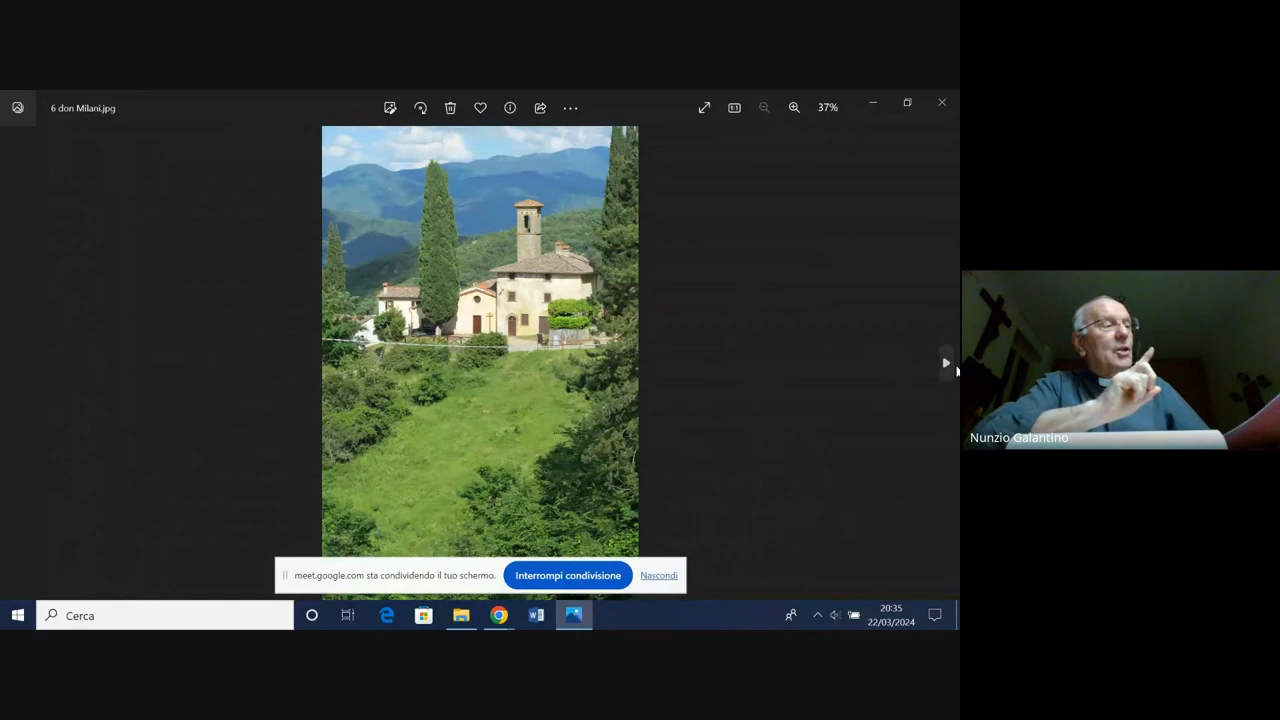 6 don Milani.jpg
37%
Nunzio Galantino
meet.google.com sta condividendo il tuo schermo.
Interrompi condivisione
Nascondi
Cerca
20:35
22/03/2024